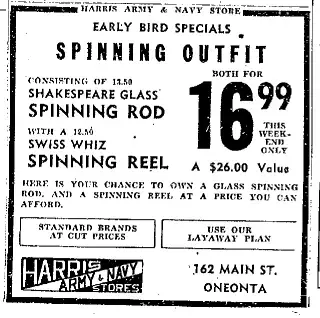 HARRIS ARMY & NAVY STORE
EARLY BIRD SPECIALS
SPINNING OUTFIT
CONSISTING OF 13.50
SHAKESPEARE GLASS
SPINNING ROD
WITH A 12.50
SWISS WHIZ
SPINNING REEL
BOTH FOR
16.99
THIS
WEEK-
END
ONLY
A $26.00 Value
HERE IS YOUR CHANCE TO OWN A GLASS SPINNING
ROD, AND A SPINNING REEL AT A PRICE YOU CAN
AFFORD.
STANDARD BRANDS
AT CUT PRICES
USE OUR
LAYAWAY PLAN
HARRIS
ARMY & NAVY
STORES
162 MAIN ST.
ONEONTA